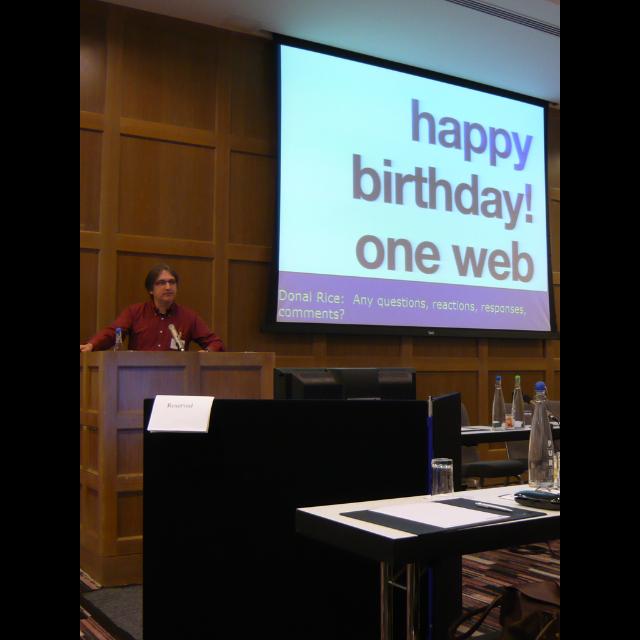 happy
birthday!
one web
Donal Rice: Any questions, reactions, responses,
comments?
Reserved